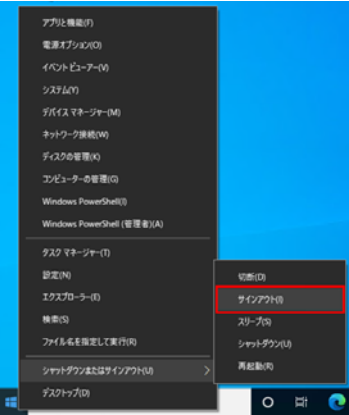 アプリと機能(F)
電源オプション(O)
イベント ビューアー(V)
システム(Y)
デバイス マネージャー(M)
ネットワーク接続(W)
ディスクの管理(K)
コンピューターの管理(G)
Windows PowerShell(I)
Windows PowerShell (管理者)(A)
タスク マネージャー(T)
設定(N)
エクスプローラー(E)
検索(S)
ファイル名を指定して実行(R)
シャットダウンまたはサインアウト(U)
デスクトップ(D)
切断(D)
サインアウト(I)
スリープ(S)
シャットダウン(U)
再起動(R)